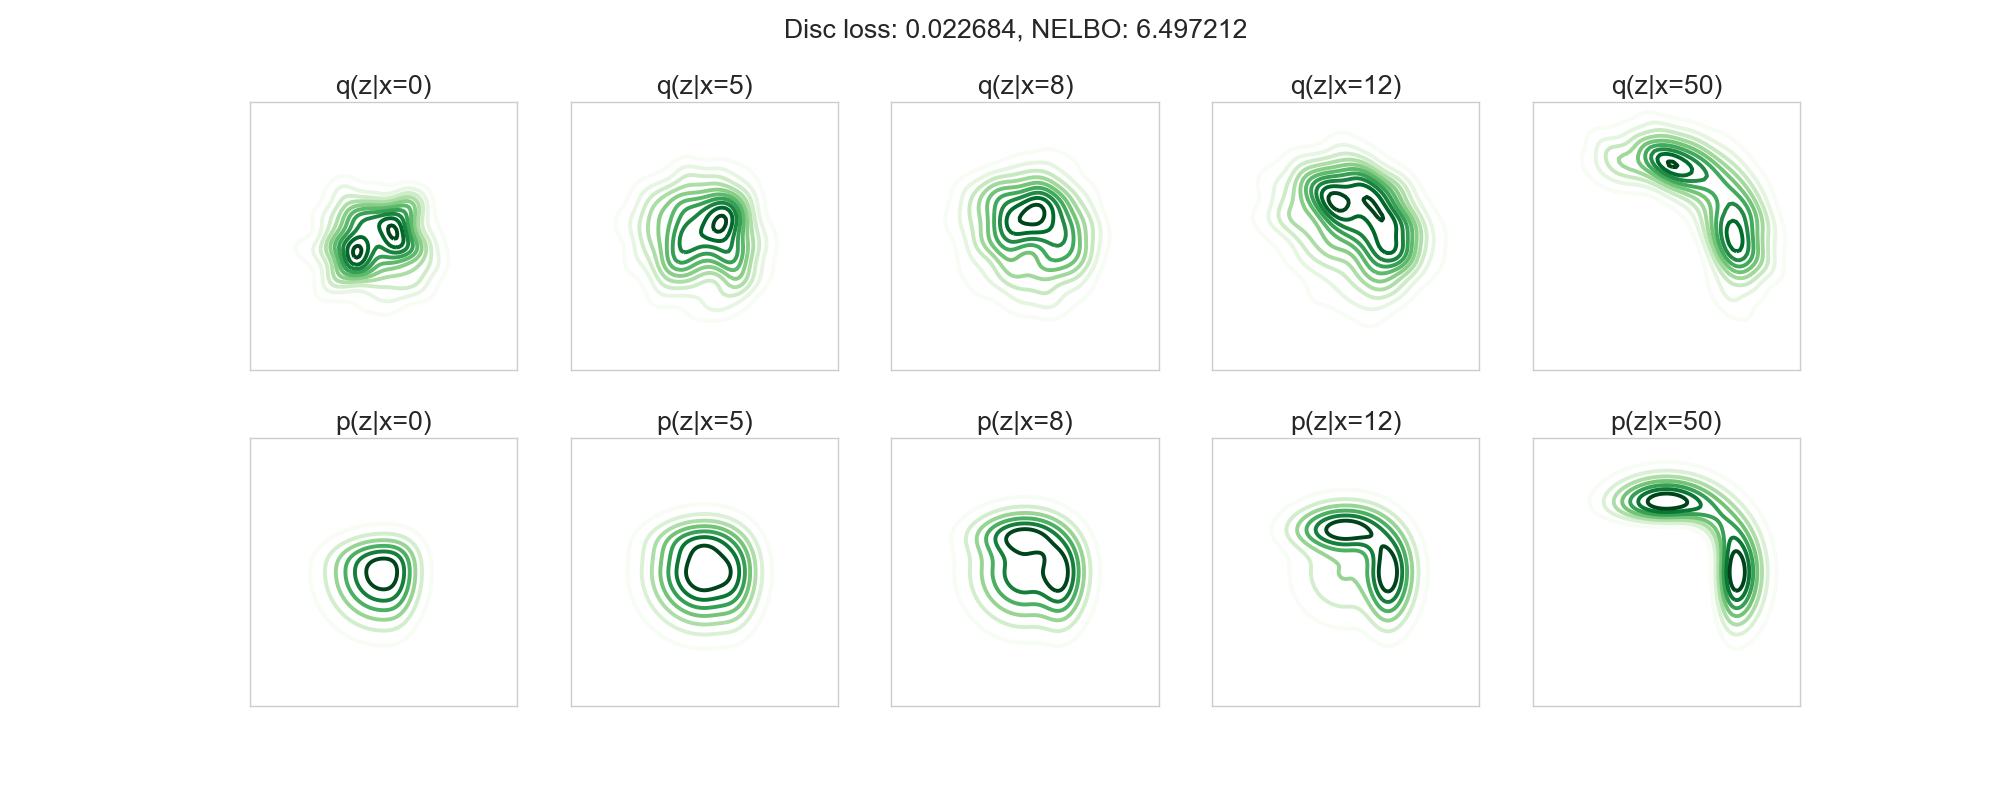 Disc loss: 0.022684, NELBO: 6.497212
q(z|x=0) q(z|x=5) q(z|x=8) q(z|x=12) q(z|x=50)
p(z|x=0) p(z|x=5) p(z|x=8) p(z|x=12) p(z|x=50)